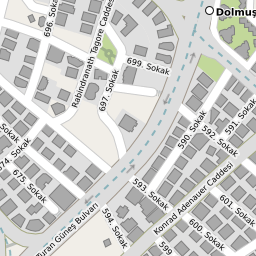 Dolmuş
696. Sokak
Rabindranath Tagore Caddesi
699. Sokak
697. Sokak
590. Sokak
592. Sokak
591. Sokak
Sokak
674. Sokak
675. Sokak
593. Sokak
594. Sokak
Konrad Adenauer Caddesi
601. Sokak
600. Sokak
Turan Güneş Bulvarı